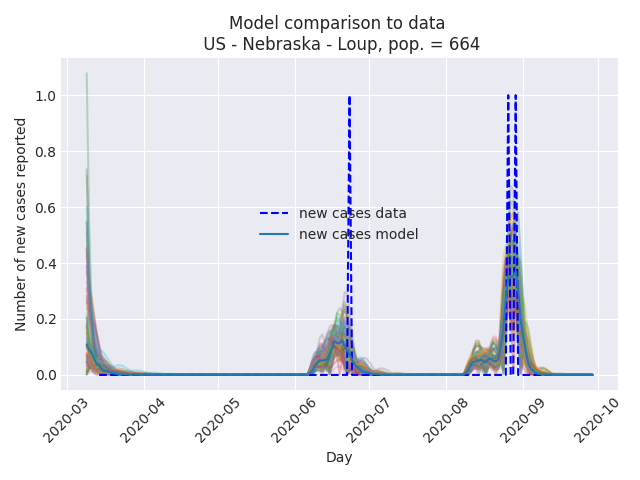 Model comparison to data
US - Nebraska - Loup, pop. = 664
Number of new cases reported
1.0
0.8
0.6
0.4
0.2
0.0
new cases data
new cases model
2020-03
2020-04
2020-05
2020-06
2020-07
2020-08
2020-09
2020-10
Day